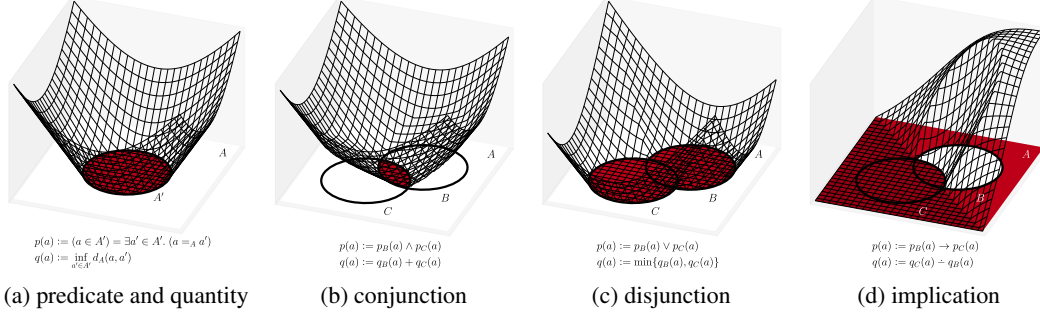 A
A′
p(a) := (a ∈ A′) = ∃a′ ∈ A′. (a =_A a′)
q(a) := inf_{a′∈A′} d_A(a, a′)
(a) predicate and quantity
A
B
C
p(a) := p_B(a) ∧ p_C(a)
q(a) := q_B(a) + q_C(a)
(b) conjunction
A
B
C
p(a) := p_B(a) ∨ p_C(a)
q(a) := min{q_B(a), q_C(a)}
(c) disjunction
A
B
C
p(a) := p_B(a) → p_C(a)
q(a) := q_C(a) ∸ q_B(a)
(d) implication